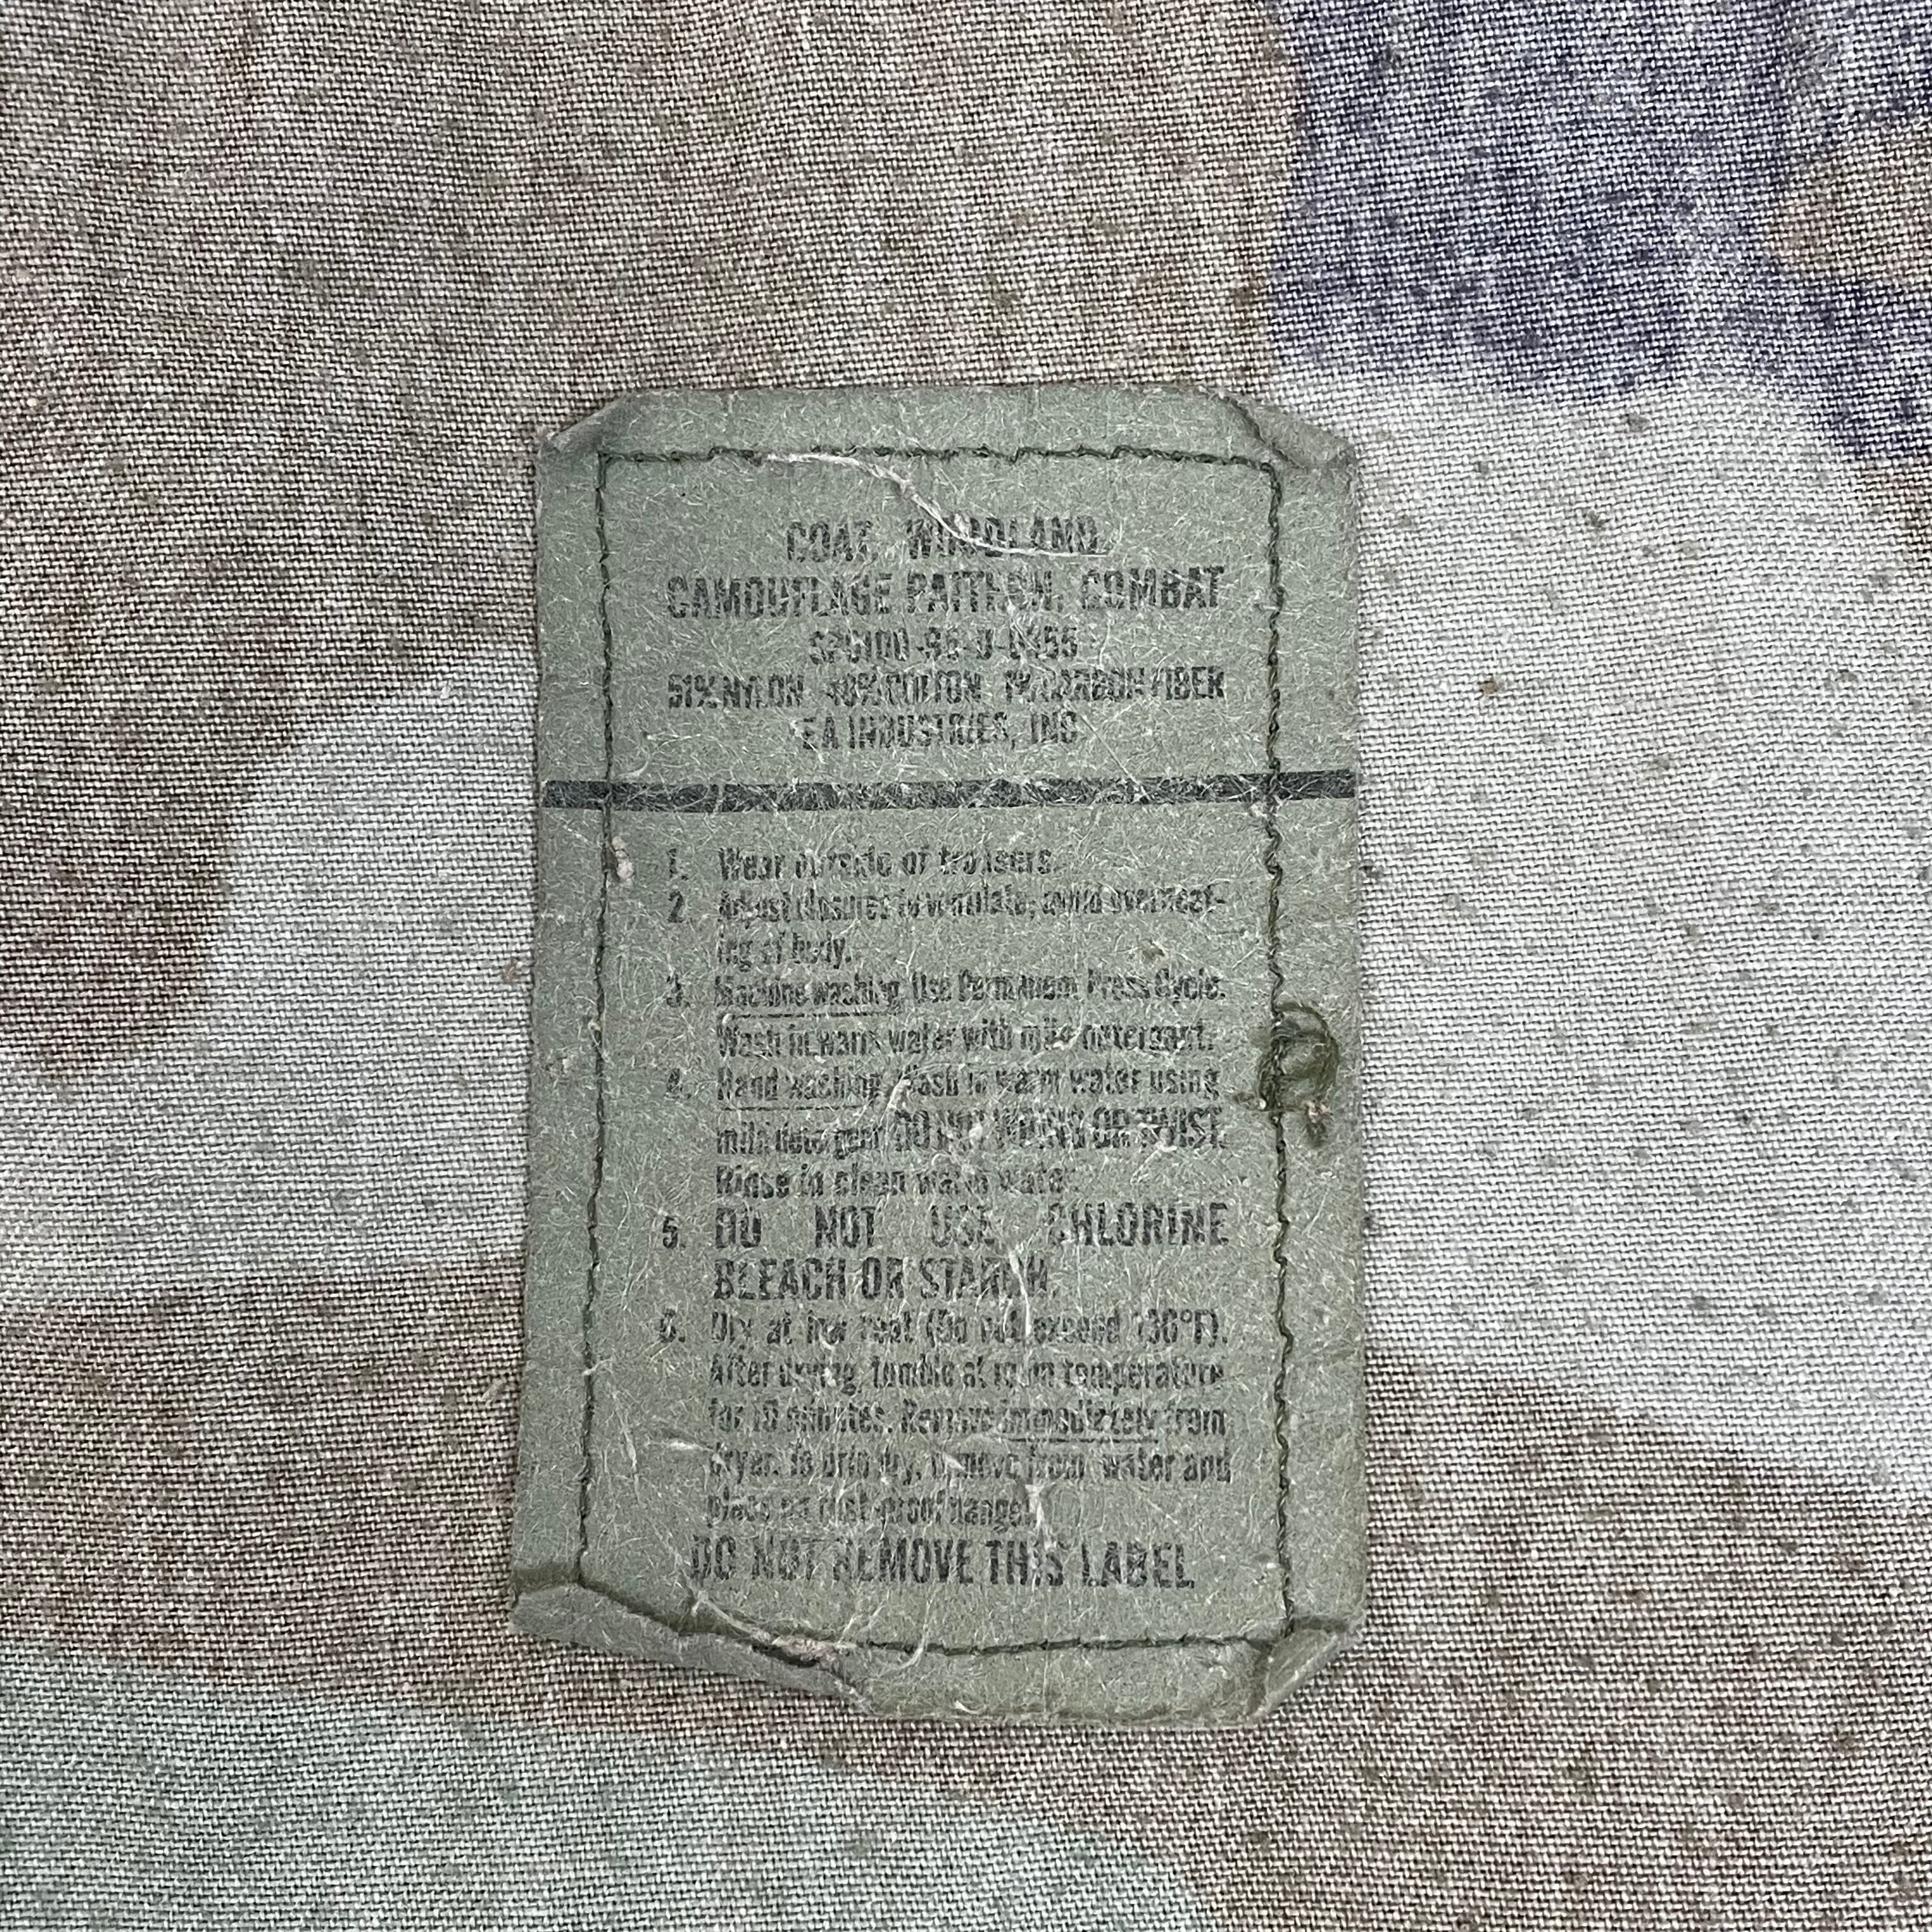 COAT, WOODLAND
CAMOUFLAGE PATTERN, COMBAT
51% NYLON 48% COTTON 1% CARBON FIBER
EA INDUSTRIES, INC.
1. Wear outside of trousers.
2. Adjust closures to ventilate; avoid overheat-
ing of body.
3. Machine washing. Use Permanent Press Cycle.
Wash in warm water with mild detergent.
4. Hand washing. Wash in warm water using
mild detergent. DO NOT WRING OR TWIST.
Rinse in clean warm water.
5. DO NOT USE CHLORINE
BLEACH OR STARCH.
6. Dry at low heat (Do not exceed 130°F).
After drying, tumble at room temperature
for 10 minutes. Remove immediately from
dryer. To drip dry, remove from water and
place on rust-proof hanger.
DO NOT REMOVE THIS LABEL